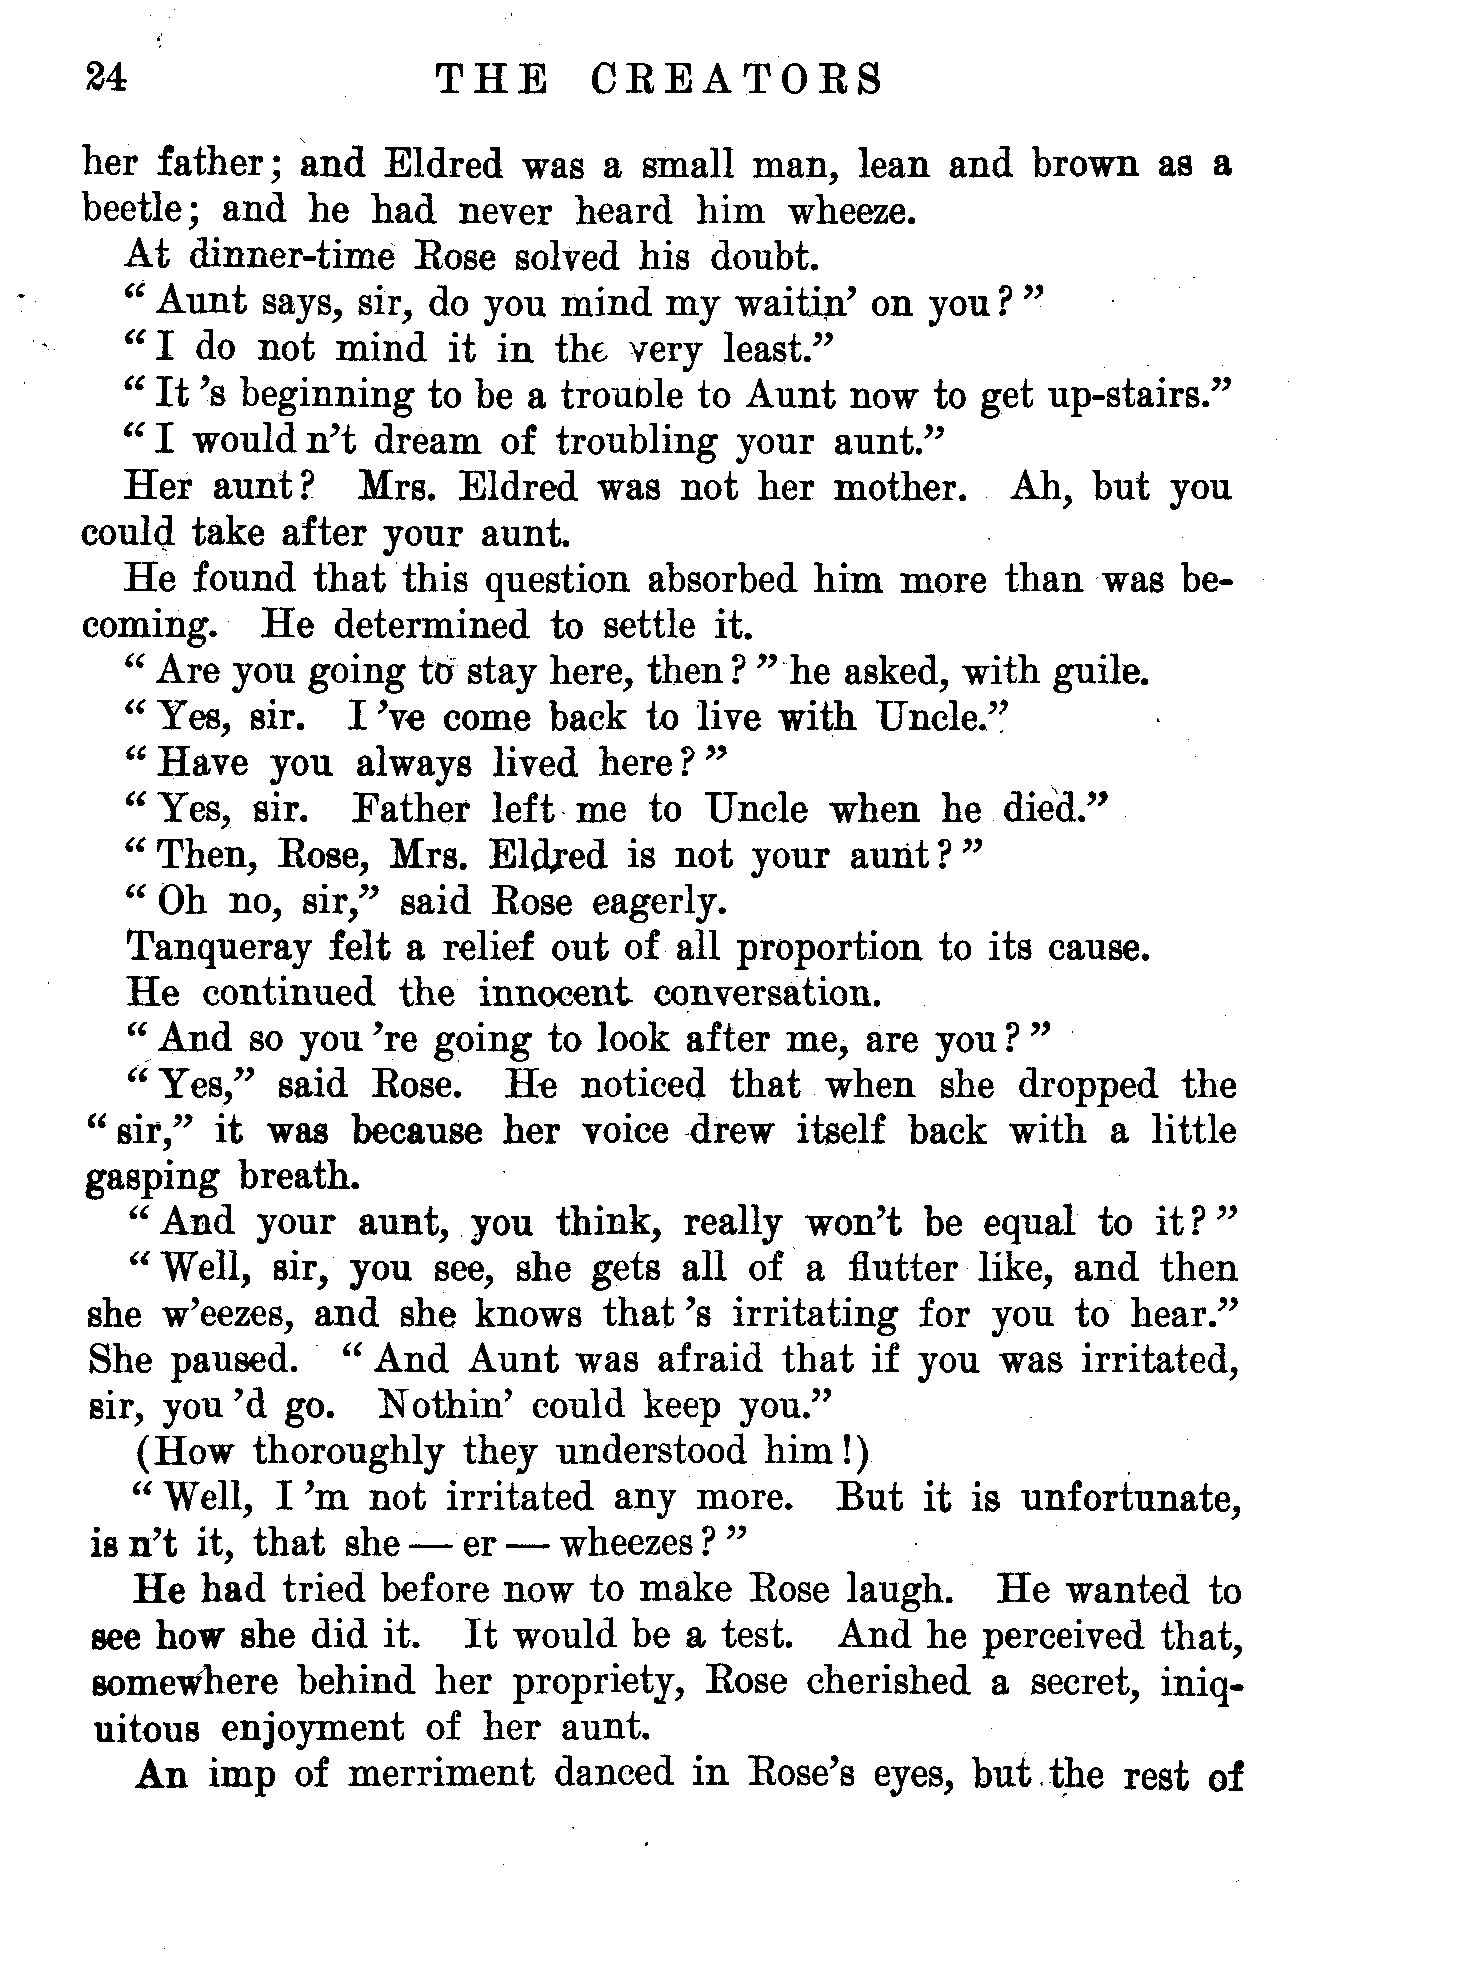 24 THE CREATORS
her father; and Eldred was a small man, lean and brown as a
beetle; and he had never heard him wheeze.
At dinner-time Rose solved his doubt.
“Aunt says, sir, do you mind my waitin’ on you?”
“I do not mind it in the very least.”
“It ’s beginning to be a trouble to Aunt now to get up-stairs.”
“I would n’t dream of troubling your aunt.”
Her aunt? Mrs. Eldred was not her mother. Ah, but you
could take after your aunt.
He found that this question absorbed him more than was be-
coming. He determined to settle it.
“Are you going to stay here, then?” he asked, with guile.
“Yes, sir. I ’ve come back to live with Uncle.”
“Have you always lived here?”
“Yes, sir. Father left me to Uncle when he died.”
“Then, Rose, Mrs. Eldred is not your aunt?”
“Oh no, sir,” said Rose eagerly.
Tanqueray felt a relief out of all proportion to its cause.
He continued the innocent conversation.
“And so you ’re going to look after me, are you?”
“Yes,” said Rose. He noticed that when she dropped the
“sir,” it was because her voice drew itself back with a little
gasping breath.
“And your aunt, you think, really won’t be equal to it?”
“Well, sir, you see, she gets all of a flutter like, and then
she w’eezes, and she knows that ’s irritating for you to hear.”
She paused. “And Aunt was afraid that if you was irritated,
sir, you ’d go. Nothin’ could keep you.”
(How thoroughly they understood him!)
“Well, I ’m not irritated any more. But it is unfortunate,
is n’t it, that she — er — wheezes?”
He had tried before now to make Rose laugh. He wanted to
see how she did it. It would be a test. And he perceived that,
somewhere behind her propriety, Rose cherished a secret, iniq-
uitous enjoyment of her aunt.
An imp of merriment danced in Rose’s eyes, but the rest of